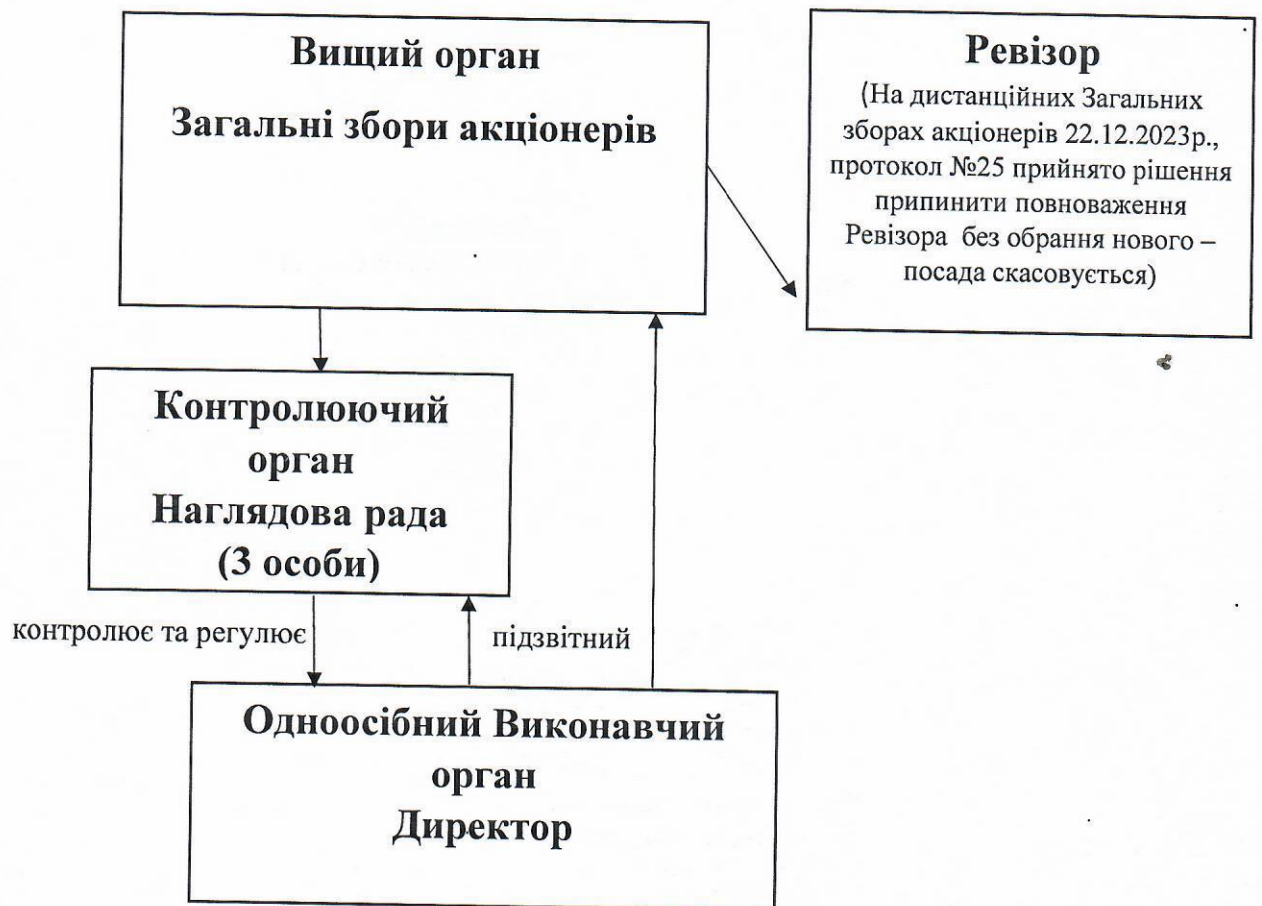 Вищий орган
Загальні збори акціонерів
Ревізор
(На дистанційних Загальних
зборах акціонерів 22.12.2023р.,
протокол №25 прийнято рішення
припинити повноваження
Ревізора без обрання нового –
посада скасовується)
Контролюючий
орган
Наглядова рада
(3 особи)
контролює та регулює
підзвітний
Одноосібний Виконавчий
орган
Директор